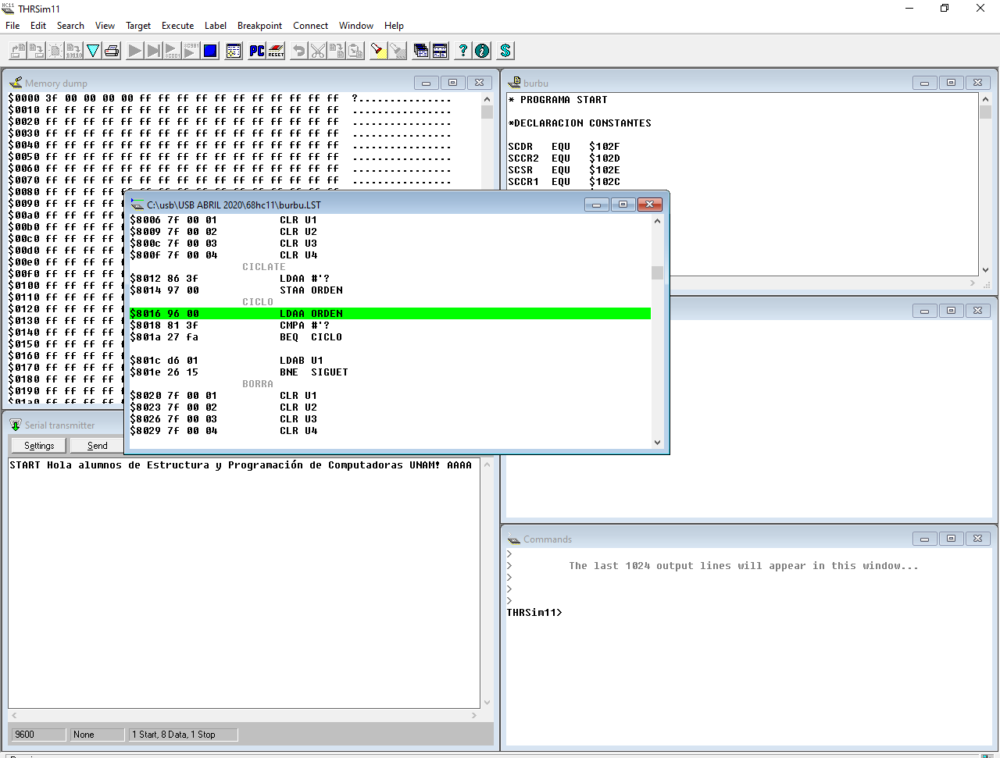 THRSim11
File Edit Search View Target Execute Label Breakpoint Connect Window Help
Memory dump
$0000 3f 00 00 00 00 ff ff ff ff ff ff ff ff ff ff ff ?...............
$0010 ff ff ff ff ff ff ff ff ff ff ff ff ff ff ff ff ................
$0020 ff ff ff ff ff ff ff ff ff ff ff ff ff ff ff ff ................
$0030 ff ff ff ff ff ff ff ff ff ff ff ff ff ff ff ff ................
$0040 ff ff ff ff ff ff ff ff ff ff ff ff ff ff ff ff ................
$0050 ff ff ff ff ff ff ff ff ff ff ff ff ff ff ff ff ................
$0060 ff ff ff ff ff ff ff ff ff ff ff ff ff ff ff ff ................
$0070 ff ff ff ff ff ff ff ff ff ff ff ff ff ff ff ff ................
$0080 ff ff ff ff ff ff ff ff ff ff ff ff ff ff ff ff
$0090 ff ff ff ff
$00a0 ff ff ff ff
$00b0 ff ff ff ff
$00c0 ff ff ff ff
$00d0 ff ff ff ff
$00e0 ff ff ff ff
$00f0 ff ff ff ff
$0100 ff ff ff ff
$0110 ff ff ff ff
$0120 ff ff ff ff
$0130 ff ff ff ff
$0140 ff ff ff ff
$0150 ff ff ff ff
$0160 ff ff ff ff
$0170 ff ff ff ff
$0180 ff ff ff ff
$0190 ff ff ff ff
$01a0 ff ff ff ff
burbu
* PROGRAMA START
*DECLARACION CONSTANTES
SCDR EQU $102F
SCCR2 EQU $102D
SCSR EQU $102E
SCCR1 EQU $102C
C:\usb\USB ABRIL 2020\68hc11\burbu.LST
$8006 7f 00 01 CLR U1
$8009 7f 00 02 CLR U2
$800c 7f 00 03 CLR U3
$800f 7f 00 04 CLR U4
CICLATE
$8012 86 3f LDAA #'?
$8014 97 00 STAA ORDEN
CICLO
$8016 96 00 LDAA ORDEN
$8018 81 3f CMPA #'?
$801a 27 fa BEQ CICLO
$801c d6 01 LDAB U1
$801e 26 15 BNE SIGUET
BORRA
$8020 7f 00 01 CLR U1
$8023 7f 00 02 CLR U2
$8026 7f 00 03 CLR U3
$8029 7f 00 04 CLR U4
Serial transmitter
Settings Send
START Hola alumnos de Estructura y Programación de Computadoras UNAM! AAAA
9600 None 1 Start, 8 Data, 1 Stop
Commands
>
> The last 1024 output lines will appear in this window...
>
>
>
THRSim11>